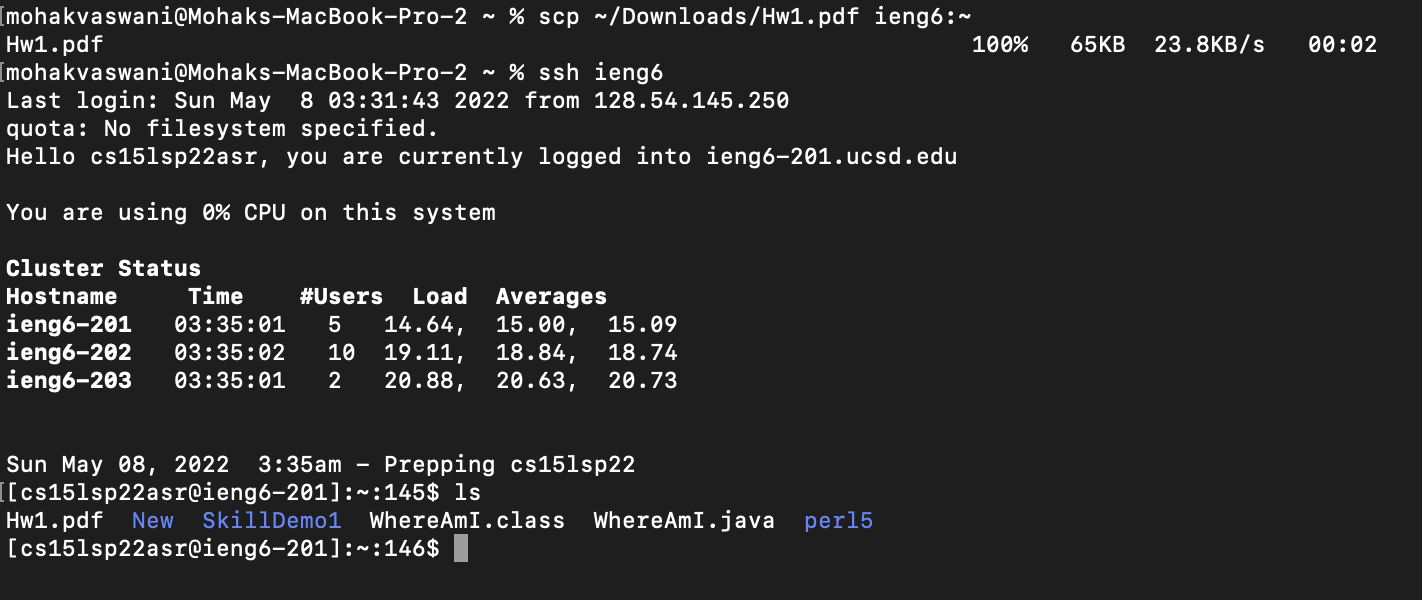 [mohakvaswani@Mohaks-MacBook-Pro-2 ~ % scp ~/Downloads/Hw1.pdf ieng6:~
Hw1.pdf 100% 65KB 23.8KB/s 00:02
[mohakvaswani@Mohaks-MacBook-Pro-2 ~ % ssh ieng6
Last login: Sun May  8 03:31:43 2022 from 128.54.145.250
quota: No filesystem specified.
Hello cs15lsp22asr, you are currently logged into ieng6-201.ucsd.edu
You are using 0% CPU on this system
Cluster Status
Hostname     Time    #Users  Load  Averages
ieng6-201   03:35:01   5   14.64,  15.00,  15.09
ieng6-202   03:35:02   10  19.11,  18.84,  18.74
ieng6-203   03:35:01   2   20.88,  20.63,  20.73
Sun May 08, 2022  3:35am - Prepping cs15lsp22
[[cs15lsp22asr@ieng6-201]:~:145$ ls
Hw1.pdf  New  SkillDemo1  WhereAmI.class  WhereAmI.java  perl5
[cs15lsp22asr@ieng6-201]:~:146$